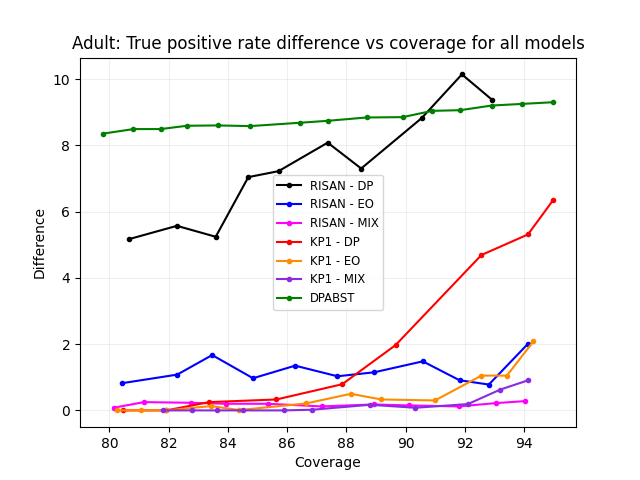 Adult: True positive rate difference vs coverage for all models
Difference
10
8
6
4
2
0
RISAN - DP
RISAN - EO
RISAN - MIX
KP1 - DP
KP1 - EO
KP1 - MIX
DPABST
80 82 84 86 88 90 92 94
Coverage